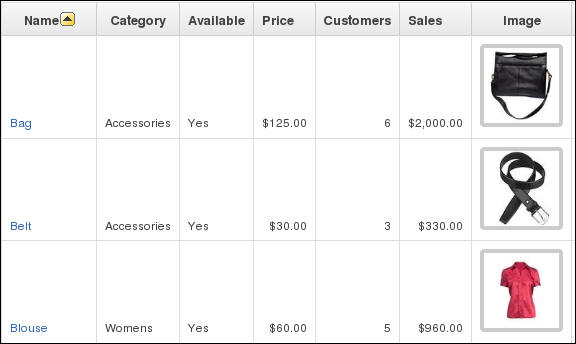 Name Category Available Price Customers Sales Image
Bag Accessories Yes $125.00 6 $2,000.00
Belt Accessories Yes $30.00 3 $330.00
Blouse Womens Yes $60.00 5 $960.00